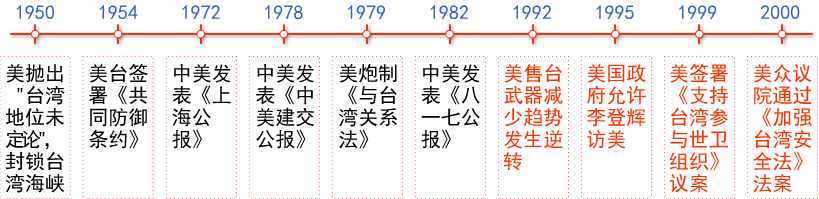 1950 1954 1972 1978 1979 1982 1992 1995 1999 2000
美抛出
"台湾
地位未
定论",
封锁台
湾海峡
美台签
署《共
同防御
条约》
中美发
表《上
海公
报》
中美发
表《中
美建交
公报》
美炮制
《与台
湾关系
法》
中美发
表《八
一七公
报》
美售台
武器减
少趋势
发生逆
转
美国政
府允许
李登辉
访美
美签署
《支持
台湾参
与世卫
组织》
议案
美众议
院通过
《加强
台湾安
全法》
法案